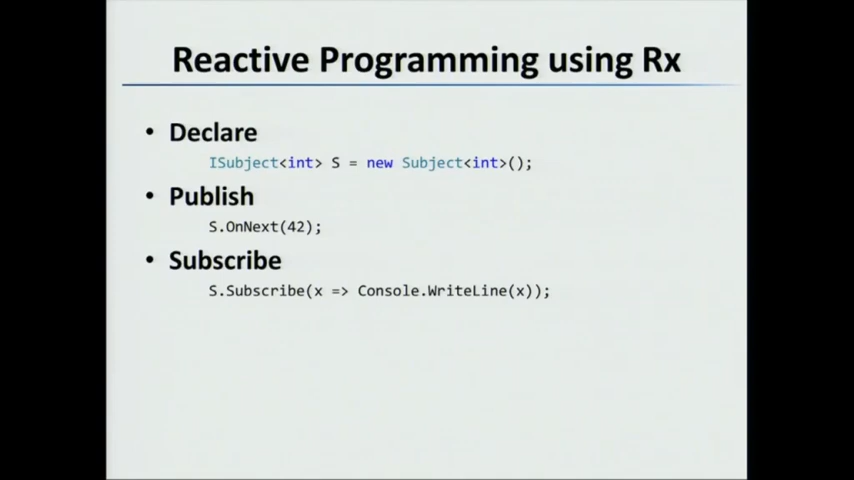 Reactive Programming using Rx
• Declare
ISubject<int> S = new Subject<int>();
• Publish
S.OnNext(42);
• Subscribe
S.Subscribe(x => Console.WriteLine(x));